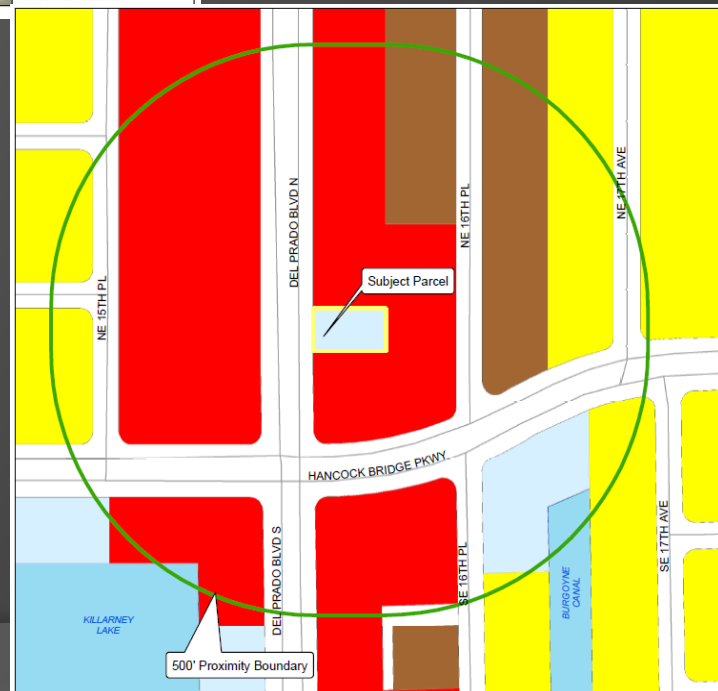 NE 17TH AVE
DEL PRADO BLVD N
NE 16TH PL
Subject Parcel
NE 15TH PL
HANCOCK BRIDGE PKWY
DEL PRADO BLVD S
SE 16TH PL
SE 17TH AVE
BURGOYNE
CANAL
KILLARNEY
LAKE
500' Proximity Boundary